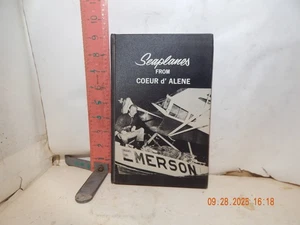 Seaplanes
FROM
COEUR d' ALENE
EMERSON
09.28.2025 16:18